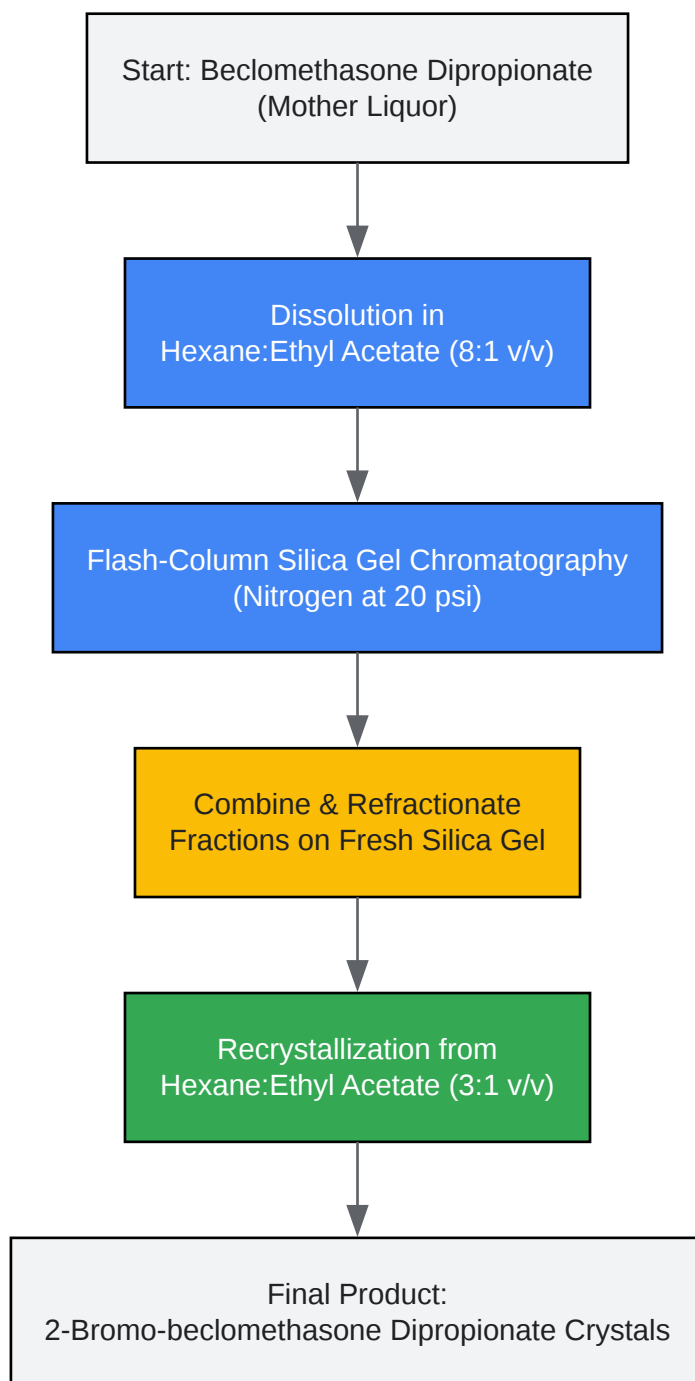 Start: Beclomethasone Dipropionate
(Mother Liquor)
Dissolution in
Hexane:Ethyl Acetate (8:1 v/v)
Flash-Column Silica Gel Chromatography
(Nitrogen at 20 psi)
Combine & Refractionate
Fractions on Fresh Silica Gel
Recrystallization from
Hexane:Ethyl Acetate (3:1 v/v)
Final Product:
2-Bromo-beclomethasone Dipropionate Crystals